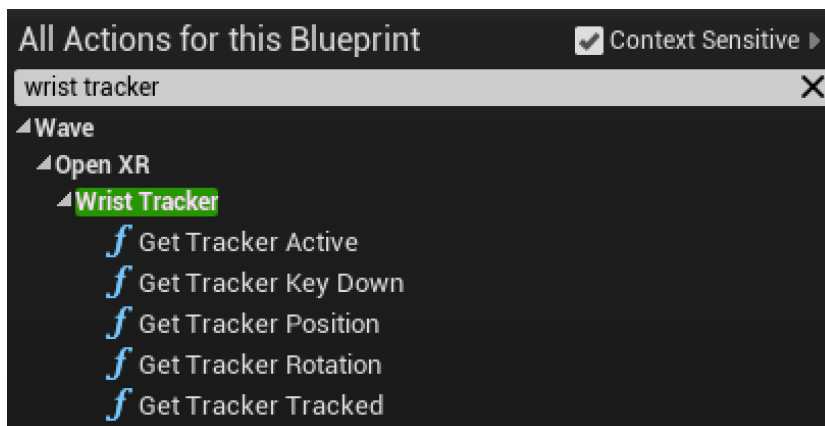 All Actions for this Blueprint Context Sensitive
wrist tracker
Wave
Open XR
Wrist Tracker
f Get Tracker Active
f Get Tracker Key Down
f Get Tracker Position
f Get Tracker Rotation
f Get Tracker Tracked